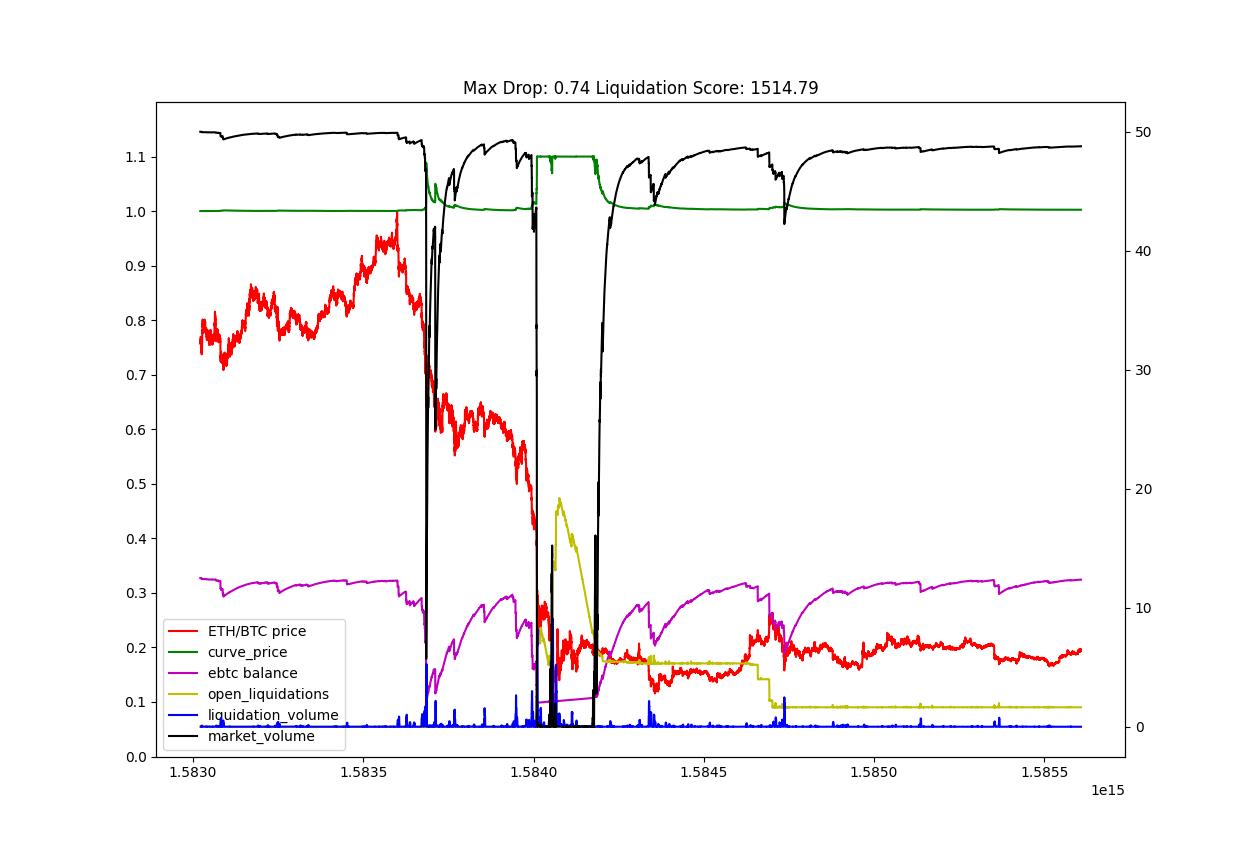 Max Drop: 0.74 Liquidation Score: 1514.79
1.1
1.0
0.9
0.8
0.7
0.6
0.5
0.4
0.3
0.2
0.1
0.0
50
40
30
20
10
0
ETH/BTC price
curve_price
ebtc balance
open_liquidations
liquidation_volume
market_volume
1.5830 1.5835 1.5840 1.5845 1.5850 1.5855
1e15